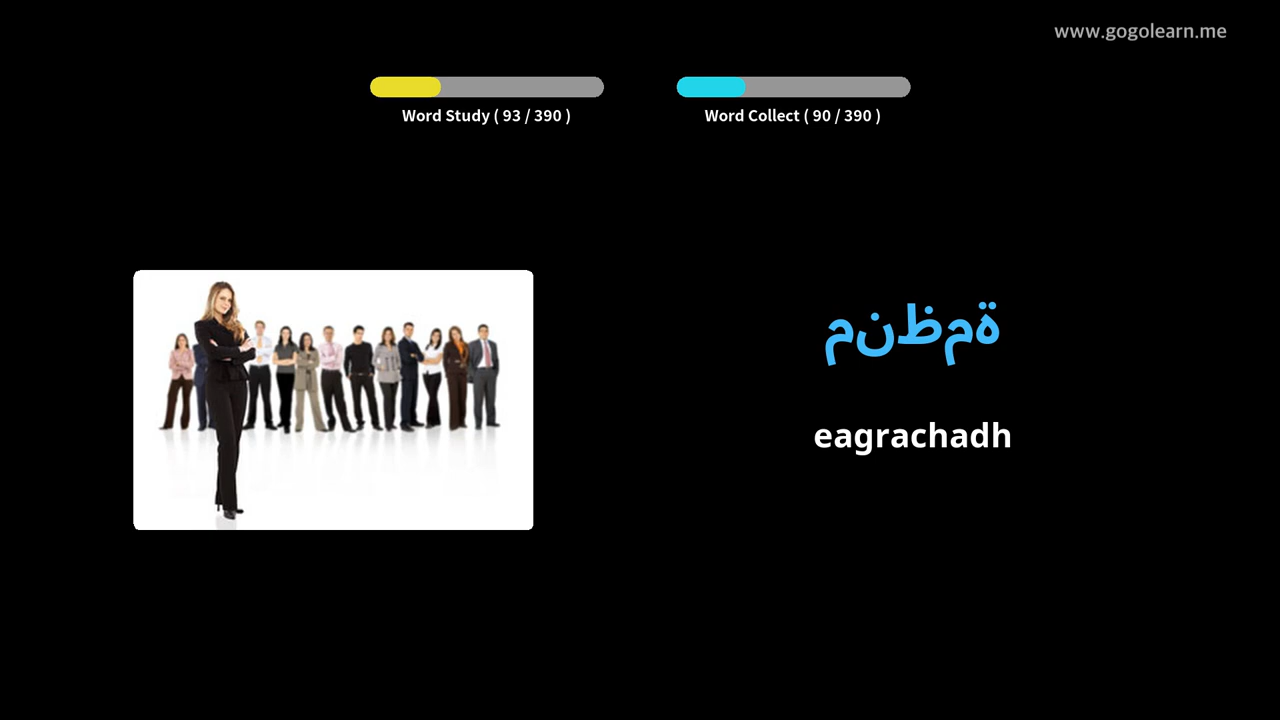 www.gogolearn.me
Word Study ( 93 / 390 )
Word Collect ( 90 / 390 )
منظمة
eagrachadh